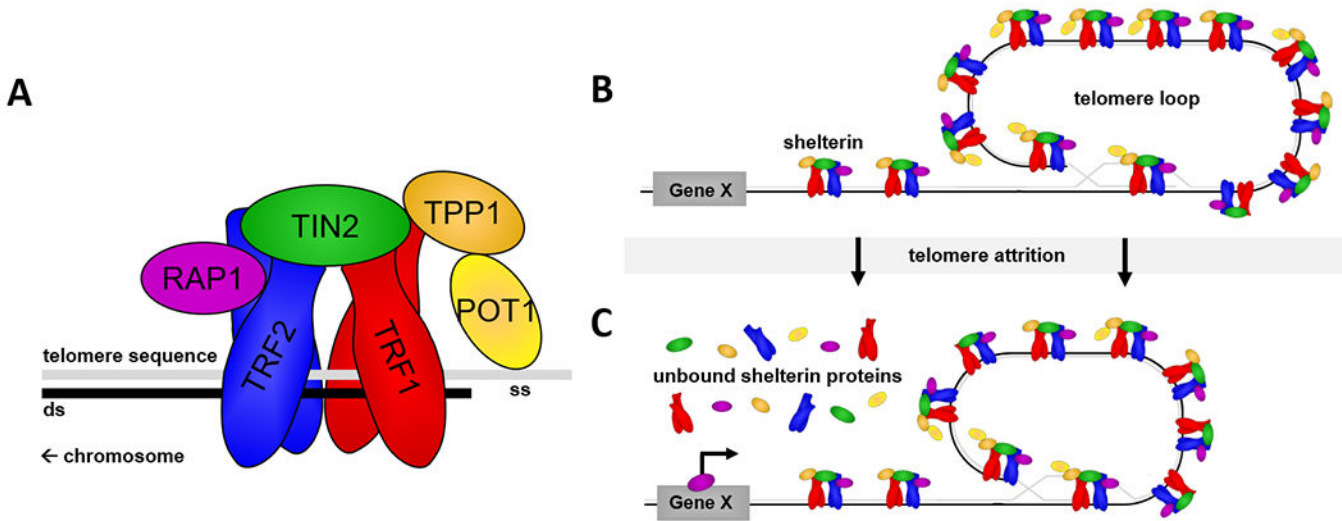 A
TIN2
TPP1
RAP1
POT1
TRF2
TRF1
telomere sequence
ss
ds
← chromosome
B
telomere loop
shelterin
Gene X
telomere attrition
C
unbound shelterin proteins
Gene X